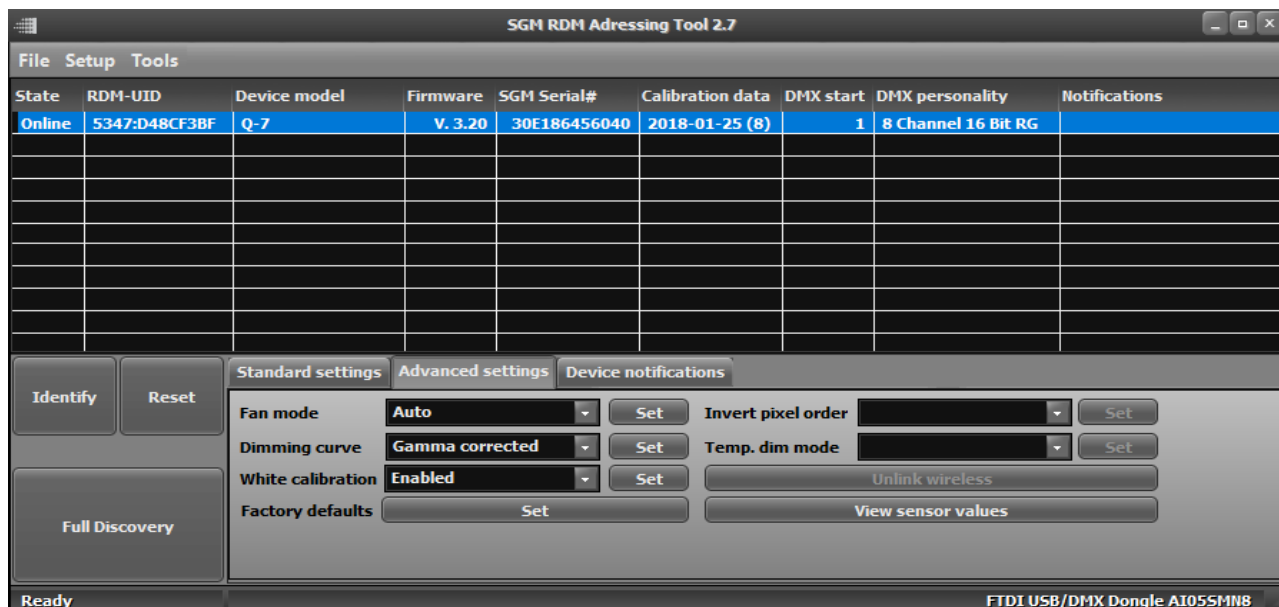 SGM RDM Adressing Tool 2.7
File Setup Tools
State RDM-UID Device model Firmware SGM Serial# Calibration data DMX start DMX personality Notifications
Online 5347:D48CF3BF Q-7 V. 3.20 30E186456040 2018-01-25 (8) 1 8 Channel 16 Bit RG
Identify Reset
Full Discovery
Standard settings Advanced settings Device notifications
Fan mode Auto Set Invert pixel order Set
Dimming curve Gamma corrected Set Temp. dim mode Set
White calibration Enabled Set Unlink wireless
Factory defaults Set View sensor values
Ready FTDI USB/DMX Dongle AI05SMN8